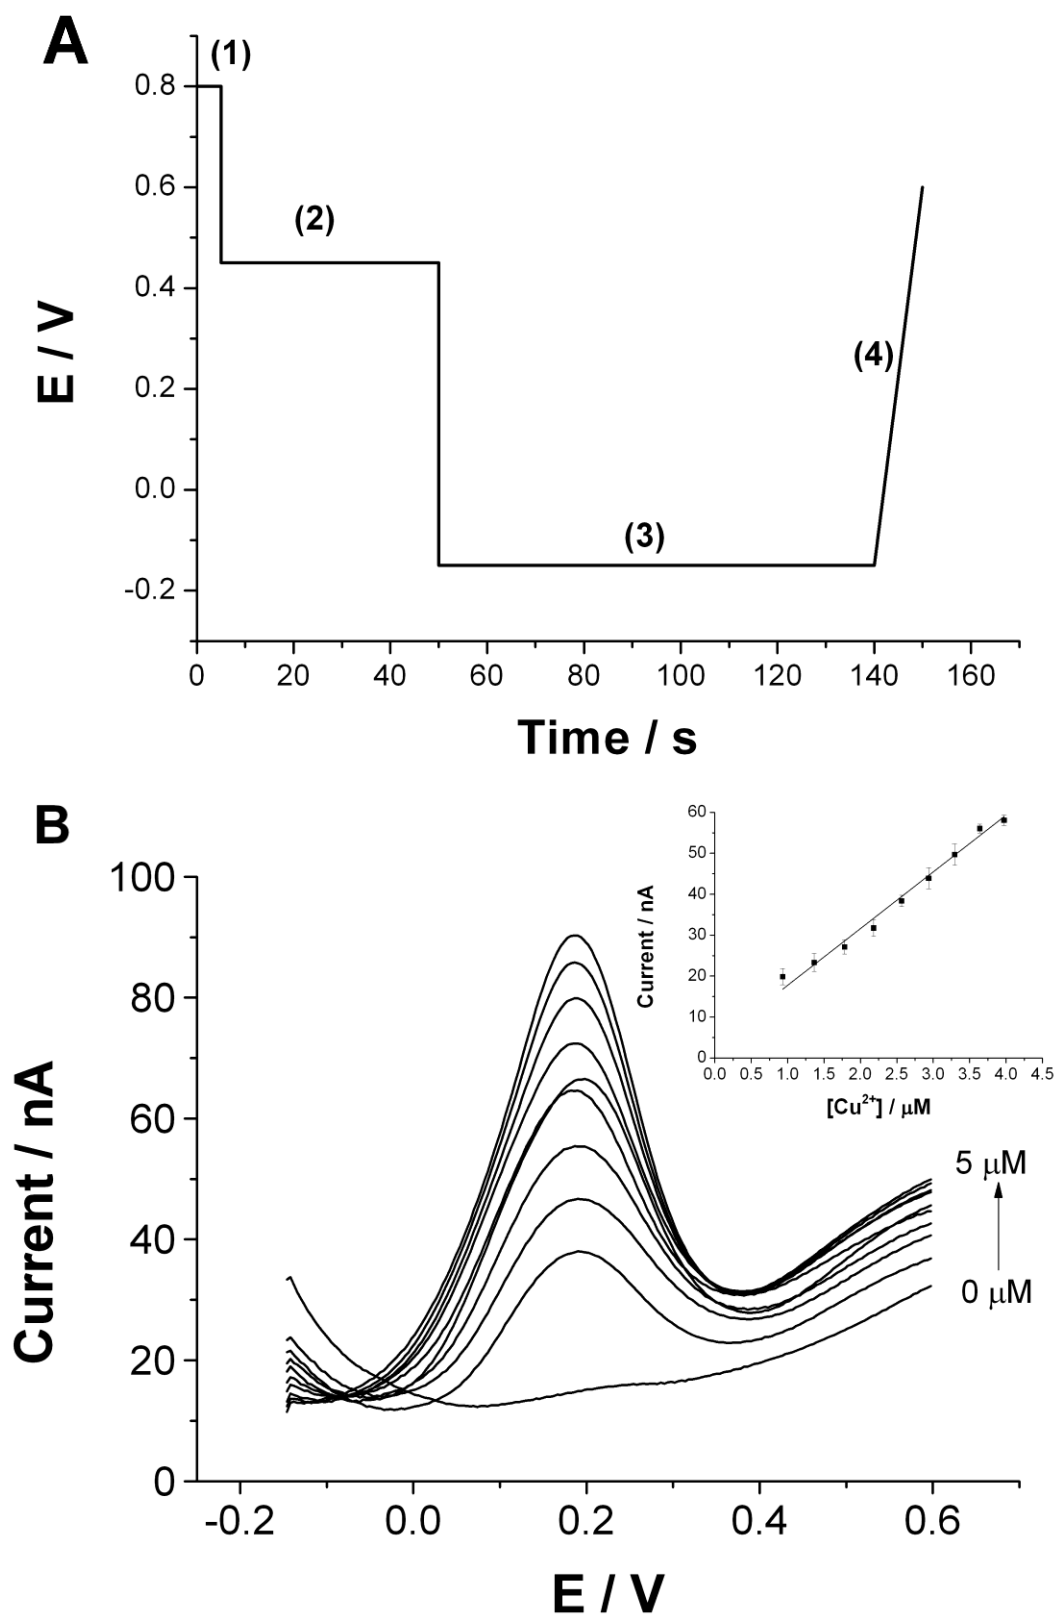 A
(1)
0.8
0.6
(2)
0.4
(4)
0.2
0.0
(3)
-0.2
E / V
0 20 40 60 80 100 120 140 160
Time / s
B
60
50
40
30
20
10
0
Current / nA
0.0 0.5 1.0 1.5 2.0 2.5 3.0 3.5 4.0 4.5
[Cu²⁺] / μM
100
80
60
40
20
0
Current / nA
5 μM
0 μM
-0.2 0.0 0.2 0.4 0.6
E / V